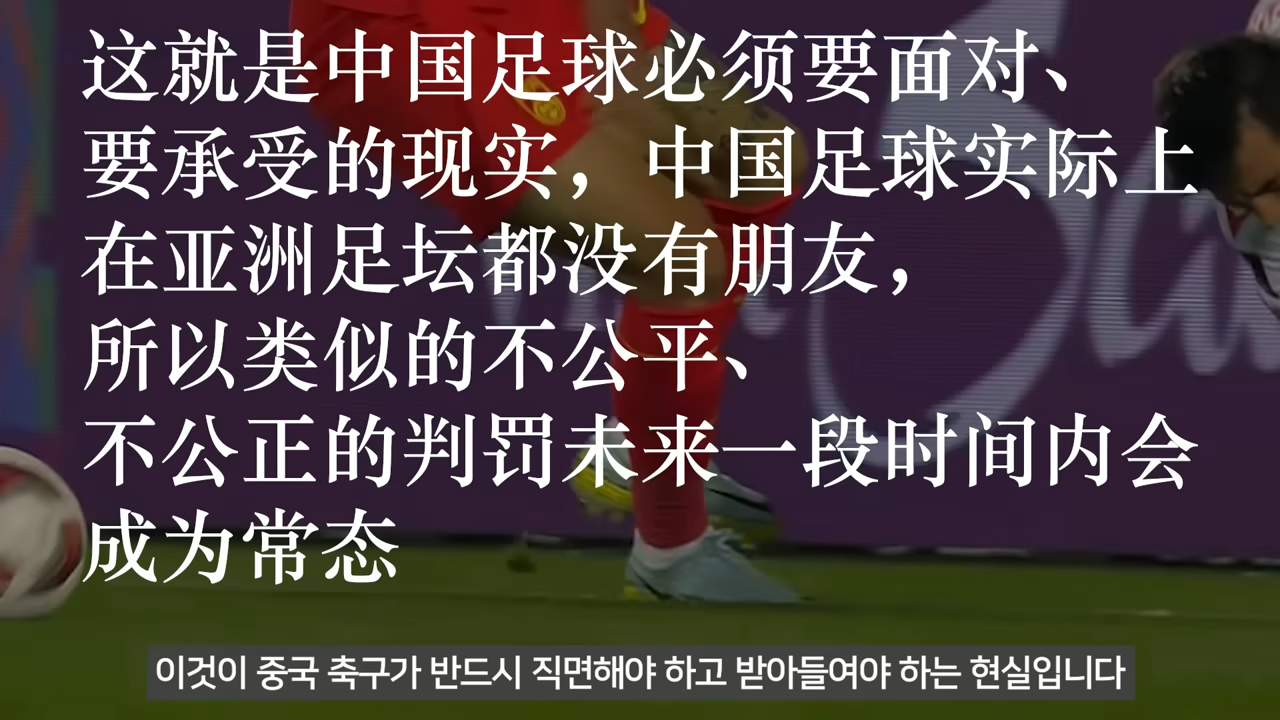 这就是中国足球必须要面对、
要承受的现实，中国足球实际上
在亚洲足坛都没有朋友，
所以类似的不公平、
不公正的判罚未来一段时间内会
成为常态
이것이 중국 축구가 반드시 직면해야 하고 받아들여야 하는 현실입니다